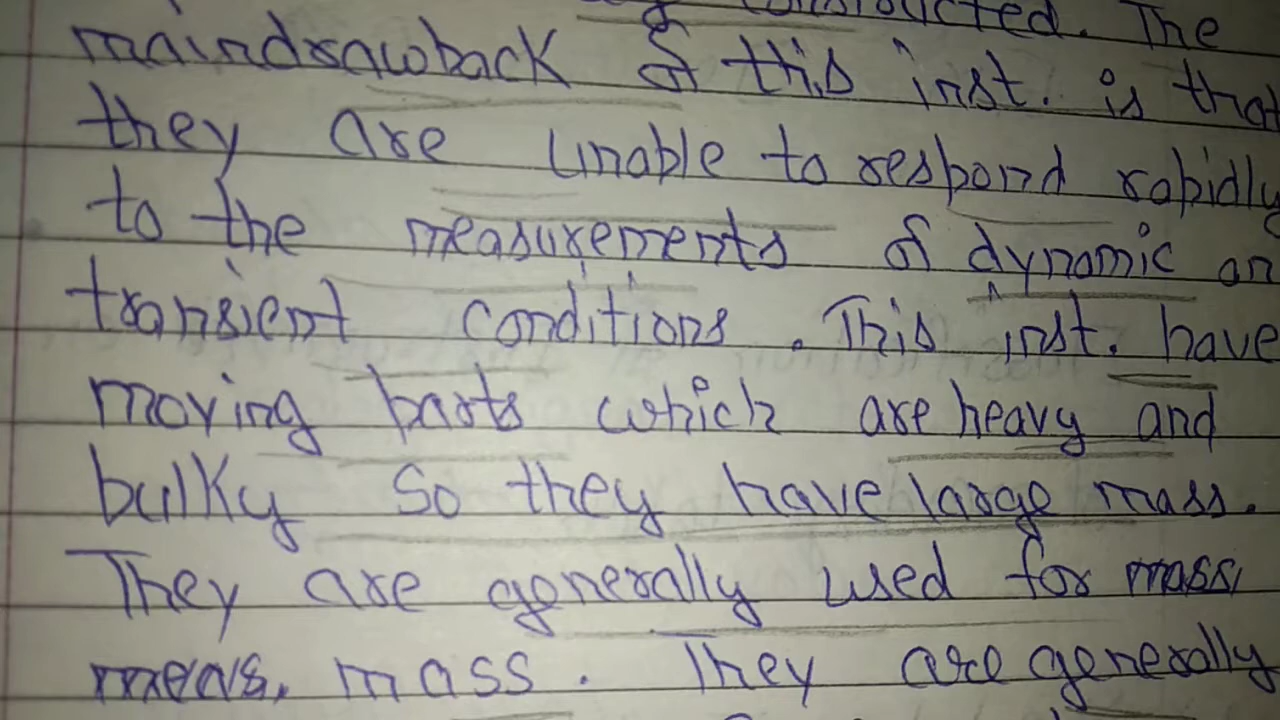 constructed. The
maindrawback of this inst. is that
they are unable to respond rapidly
to the measurements of dynamic an
transient conditions. This inst. have
moving parts which are heavy and
bulky so they have large mass.
They are generally used for mass,
meas. mass. They are generally